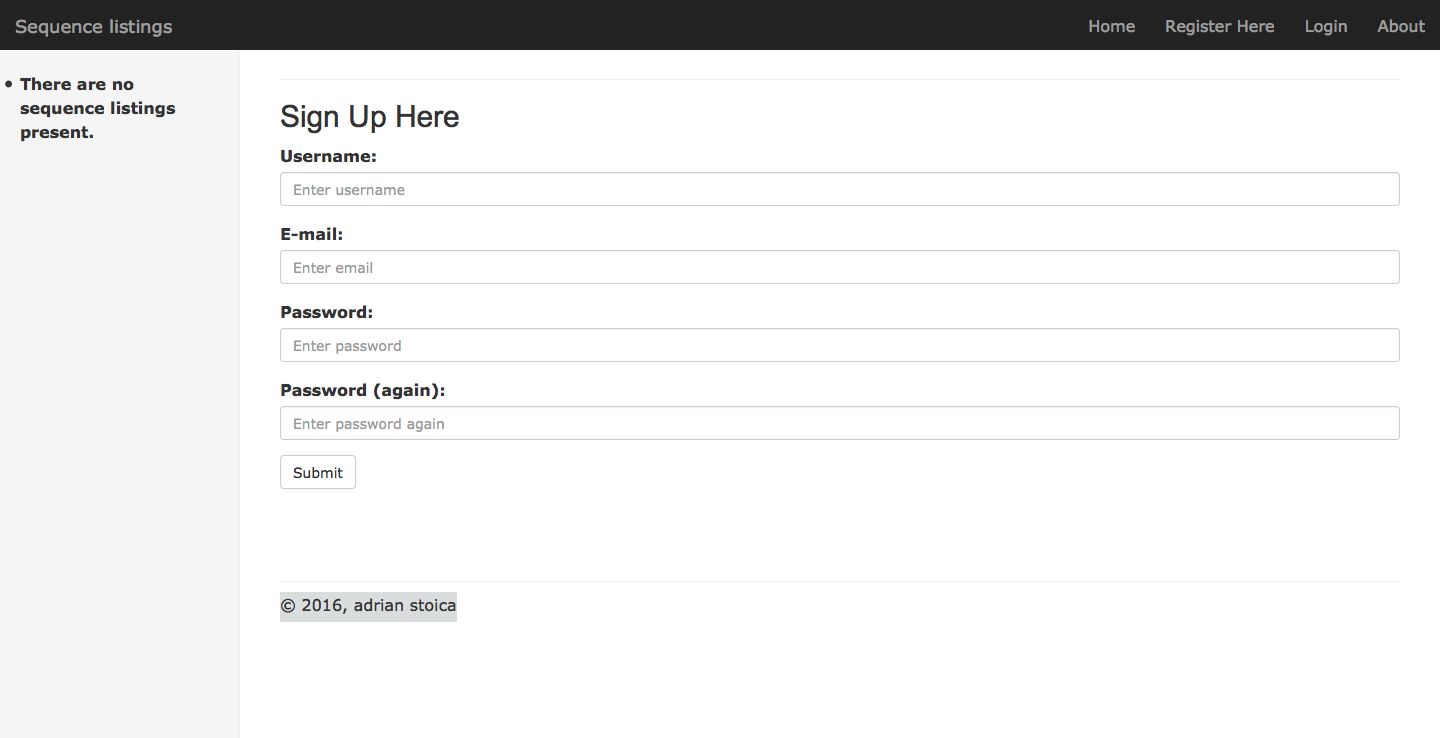 Sequence listings
Home Register Here Login About
There are no
sequence listings
present.
Sign Up Here
Username:
Enter username
E-mail:
Enter email
Password:
Enter password
Password (again):
Enter password again
Submit
© 2016, adrian stoica